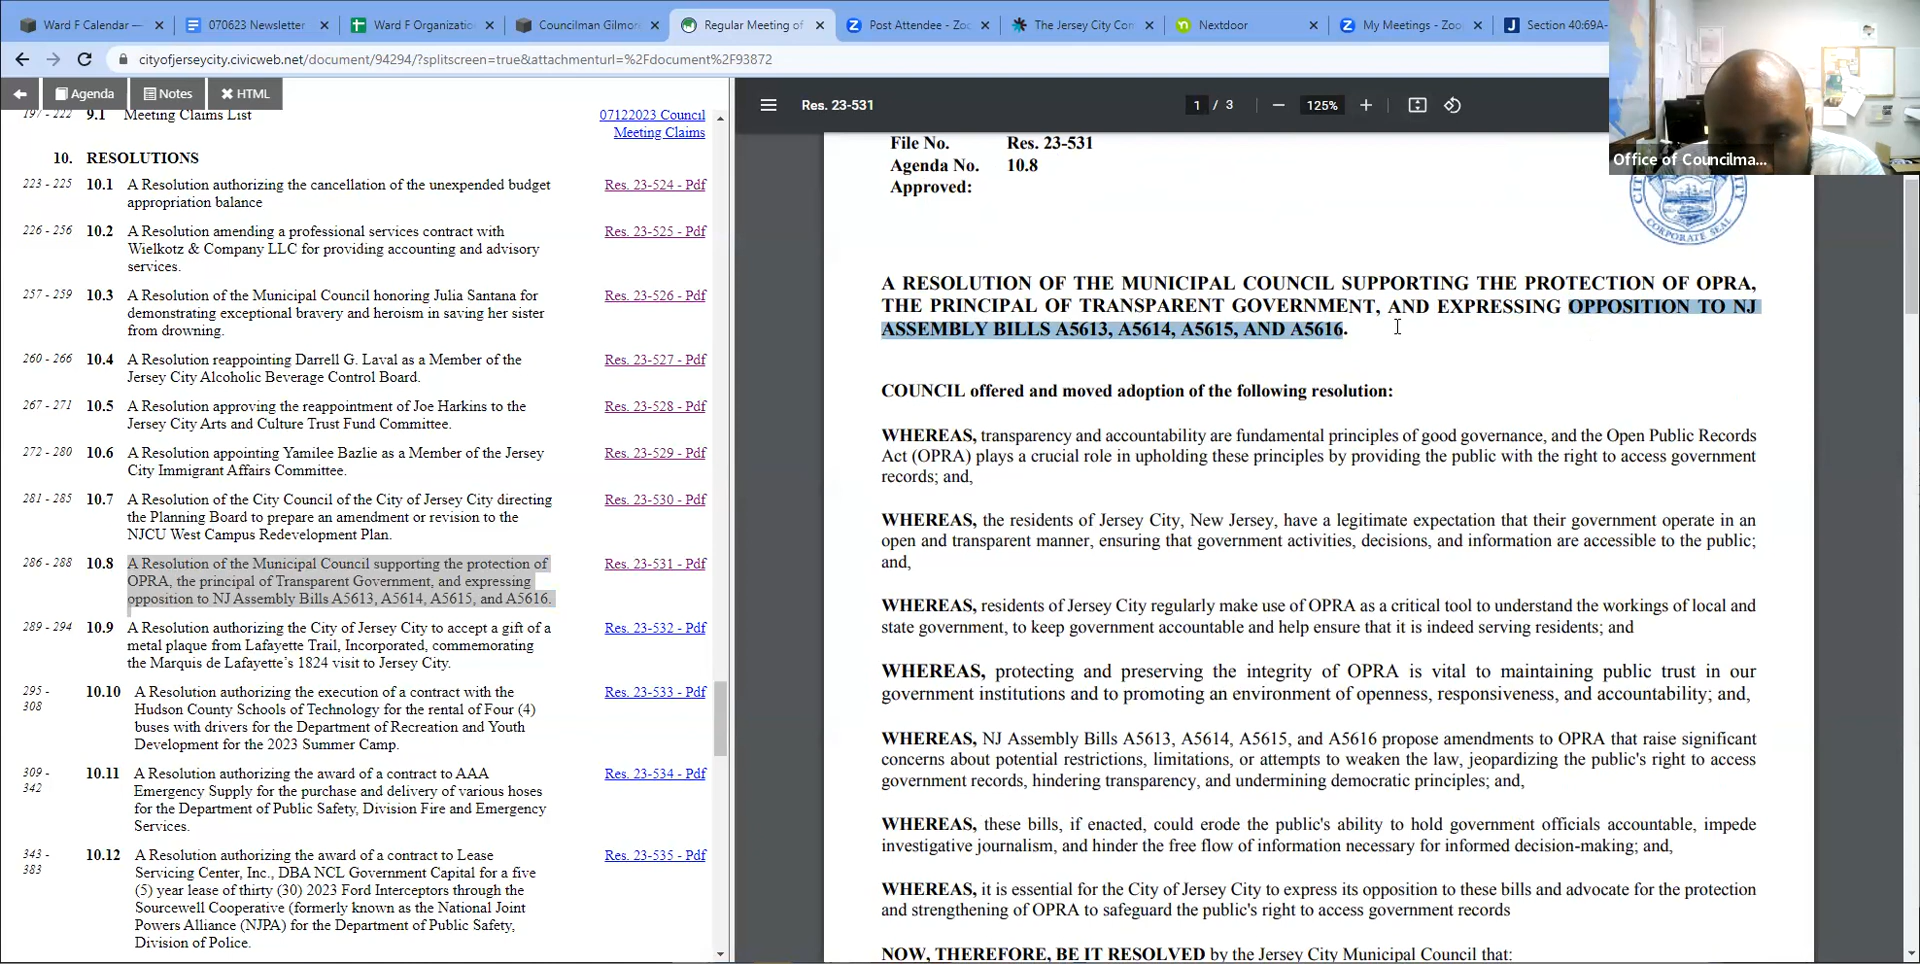 Ward F Calendar —
070623 Newsletter
Ward F Organizatio
Councilman Gilmore
Regular Meeting of
Post Attendee - Zoo
The Jersey City Con
Nextdoor
My Meetings - Zoo
Section 40:69A-
cityofjerseycity.civicweb.net/document/94294/?splitscreen=true&attachmenturl=%2Fdocument%2F93872
Agenda
Notes
HTML
197 - 222 9.1 Meeting Claims List
07122023 Council
Meeting Claims
10. RESOLUTIONS
223 - 225 10.1 A Resolution authorizing the cancellation of the unexpended budget
appropriation balance
Res. 23-524 - Pdf
226 - 256 10.2 A Resolution amending a professional services contract with
Wielkotz & Company LLC for providing accounting and advisory
services.
Res. 23-525 - Pdf
257 - 259 10.3 A Resolution of the Municipal Council honoring Julia Santana for
demonstrating exceptional bravery and heroism in saving her sister
from drowning.
Res. 23-526 - Pdf
260 - 266 10.4 A Resolution reappointing Darrell G. Laval as a Member of the
Jersey City Alcoholic Beverage Control Board.
Res. 23-527 - Pdf
267 - 271 10.5 A Resolution approving the reappointment of Joe Harkins to the
Jersey City Arts and Culture Trust Fund Committee.
Res. 23-528 - Pdf
272 - 280 10.6 A Resolution appointing Yamilee Bazlie as a Member of the Jersey
City Immigrant Affairs Committee.
Res. 23-529 - Pdf
281 - 285 10.7 A Resolution of the City Council of the City of Jersey City directing
the Planning Board to prepare an amendment or revision to the
NJCU West Campus Redevelopment Plan.
Res. 23-530 - Pdf
286 - 288 10.8 A Resolution of the Municipal Council supporting the protection of
OPRA, the principal of Transparent Government, and expressing
opposition to NJ Assembly Bills A5613, A5614, A5615, and A5616.
Res. 23-531 - Pdf
289 - 294 10.9 A Resolution authorizing the City of Jersey City to accept a gift of a
metal plaque from Lafayette Trail, Incorporated, commemorating
the Marquis de Lafayette's 1824 visit to Jersey City.
Res. 23-532 - Pdf
295 -
308
10.10 A Resolution authorizing the execution of a contract with the
Hudson County Schools of Technology for the rental of Four (4)
buses with drivers for the Department of Recreation and Youth
Development for the 2023 Summer Camp.
Res. 23-533 - Pdf
309 -
342
10.11 A Resolution authorizing the award of a contract to AAA
Emergency Supply for the purchase and delivery of various hoses
for the Department of Public Safety, Division Fire and Emergency
Services.
Res. 23-534 - Pdf
343 -
383
10.12 A Resolution authorizing the award of a contract to Lease
Servicing Center, Inc., DBA NCL Government Capital for a five
(5) year lease of thirty (30) 2023 Ford Interceptors through the
Sourcewell Cooperative (formerly known as the National Joint
Powers Alliance (NJPA) for the Department of Public Safety,
Division of Police.
Res. 23-535 - Pdf
Res. 23-531
1 / 3
125%
Office of Councilma...
File No. Res. 23-531
Agenda No. 10.8
Approved:
CORPORATE SEAL
A RESOLUTION OF THE MUNICIPAL COUNCIL SUPPORTING THE PROTECTION OF OPRA,
THE PRINCIPAL OF TRANSPARENT GOVERNMENT, AND EXPRESSING OPPOSITION TO NJ
ASSEMBLY BILLS A5613, A5614, A5615, AND A5616.
COUNCIL offered and moved adoption of the following resolution:
WHEREAS, transparency and accountability are fundamental principles of good governance, and the Open Public Records
Act (OPRA) plays a crucial role in upholding these principles by providing the public with the right to access government
records; and,
WHEREAS, the residents of Jersey City, New Jersey, have a legitimate expectation that their government operate in an
open and transparent manner, ensuring that government activities, decisions, and information are accessible to the public;
and,
WHEREAS, residents of Jersey City regularly make use of OPRA as a critical tool to understand the workings of local and
state government, to keep government accountable and help ensure that it is indeed serving residents; and
WHEREAS, protecting and preserving the integrity of OPRA is vital to maintaining public trust in our
government institutions and to promoting an environment of openness, responsiveness, and accountability; and,
WHEREAS, NJ Assembly Bills A5613, A5614, A5615, and A5616 propose amendments to OPRA that raise significant
concerns about potential restrictions, limitations, or attempts to weaken the law, jeopardizing the public's right to access
government records, hindering transparency, and undermining democratic principles; and,
WHEREAS, these bills, if enacted, could erode the public's ability to hold government officials accountable, impede
investigative journalism, and hinder the free flow of information necessary for informed decision-making; and,
WHEREAS, it is essential for the City of Jersey City to express its opposition to these bills and advocate for the protection
and strengthening of OPRA to safeguard the public's right to access government records
NOW, THEREFORE, BE IT RESOLVED by the Jersey City Municipal Council that: